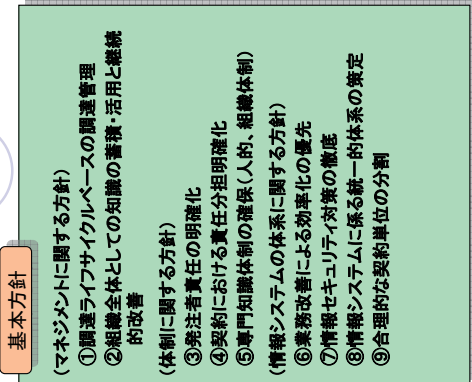 基本方針
(マネジメントに関する方針)
①調達ライフサイクルベースの調達管理
②組織全体としての知識の蓄積・活用と継続
的改善
(体制に関する方針)
③発注者責任の明確化
④契約における責任分担明確化
⑤専門知識体制の確保(人的、組織体制)
(情報システムの体系に関する方針)
⑥業務改善による効率化の優先
⑦情報セキュリティ対策の徹底
⑧情報システムに係る統一的体系の策定
⑨合理的な契約単位の分割